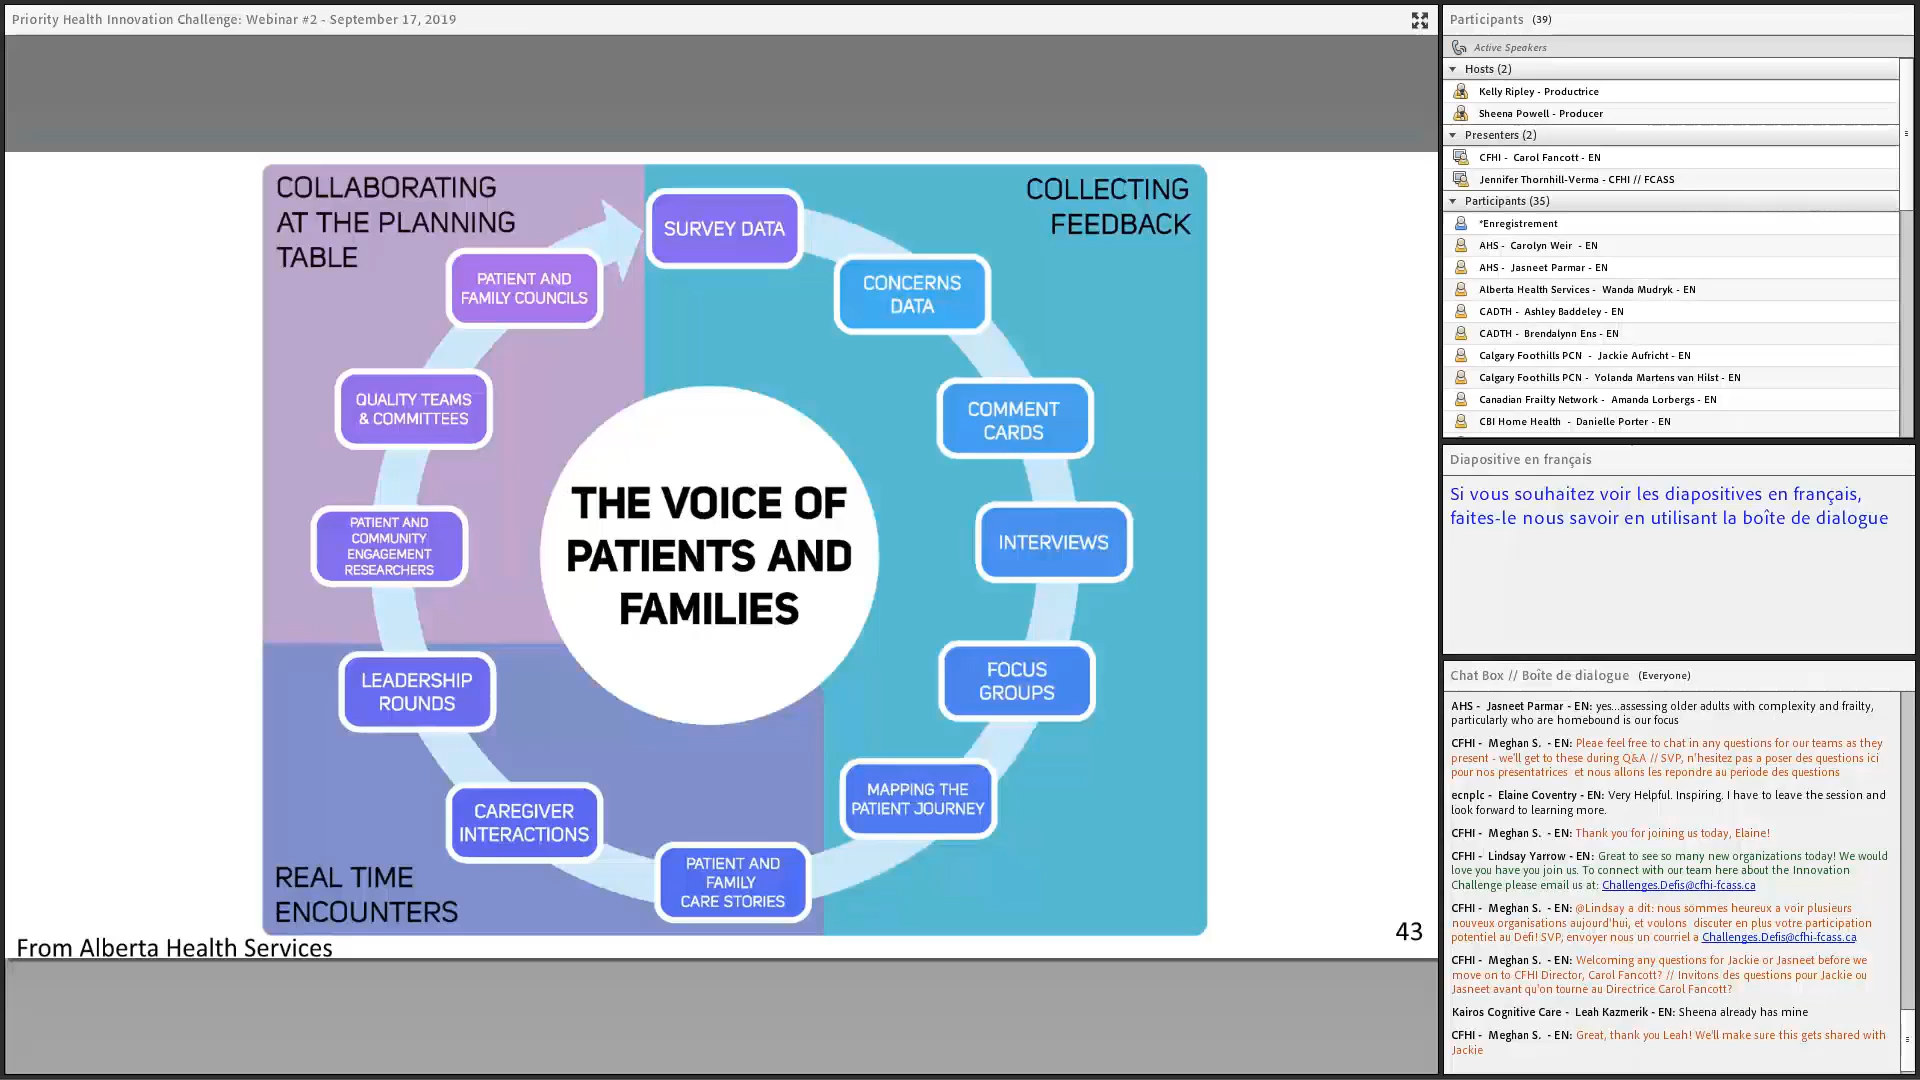 Priority Health Innovation Challenge: Webinar #2 - September 17, 2019
COLLABORATING
AT THE PLANNING
TABLE
COLLECTING
FEEDBACK
SURVEY DATA
CONCERNS
DATA
COMMENT
CARDS
INTERVIEWS
FOCUS
GROUPS
MAPPING THE
PATIENT JOURNEY
PATIENT AND
FAMILY
CARE STORIES
CAREGIVER
INTERACTIONS
LEADERSHIP
ROUNDS
PATIENT AND
COMMUNITY
ENGAGEMENT
RESEARCHERS
QUALITY TEAMS
& COMMITTEES
PATIENT AND
FAMILY COUNCILS
THE VOICE OF
PATIENTS AND
FAMILIES
REAL TIME
ENCOUNTERS
From Alberta Health Services
43
Participants (39)
Active Speakers
Hosts (2)
Kelly Ripley - Productrice
Sheena Powell - Producer
Presenters (2)
CFHI - Carol Fancott - EN
Jennifer Thornhill-Verma - CFHI // FCASS
Participants (35)
*Enregistrement
AHS - Carolyn Weir - EN
AHS - Jasneet Parmar - EN
Alberta Health Services - Wanda Mudryk - EN
CADTH - Ashley Baddeley - EN
CADTH - Brendalynn Ens - EN
Calgary Foothills PCN - Jackie Aufricht - EN
Calgary Foothills PCN - Yolanda Martens van Hilst - EN
Canadian Frailty Network - Amanda Lorbergs - EN
CBI Home Health - Danielle Porter - EN
Diapositive en français
Si vous souhaitez voir les diapositives en français,
faites-le nous savoir en utilisant la boîte de dialogue
Chat Box // Boîte de dialogue (Everyone)
AHS - Jasneet Parmar - EN: yes...assessing older adults with complexity and frailty,
particularly who are homebound is our focus
CFHI - Meghan S. - EN: Pleae feel free to chat in any questions for our teams as they
present - we'll get to these during Q&A // SVP, n'hesitez pas a poser des questions ici
pour nos presentatrices et nous allons les repondre au periode des questions
ecnplc - Elaine Coventry - EN: Very Helpful. Inspiring. I have to leave the session and
look forward to learning more.
CFHI - Meghan S. - EN: Thank you for joining us today, Elaine!
CFHI - Lindsay Yarrow - EN: Great to see so many new organizations today! We would
love you have you join us. To connect with our team here about the Innovation
Challenge please email us at: Challenges.Defis@cfhi-fcass.ca
CFHI - Meghan S. - EN: @Lindsay a dit: nous sommes heureux a voir plusieurs
nouveux organisations aujourd'hui, et voulons discuter en plus votre participation
potentiel au Defi! SVP, envoyer nous un courriel a Challenges.Defis@cfhi-fcass.ca
CFHI - Meghan S. - EN: Welcoming any questions for Jackie or Jasneet before we
move on to CFHI Director, Carol Fancott? // Invitons des questions pour Jackie ou
Jasneet avant qu'on tourne au Directrice Carol Fancott?
Kairos Cognitive Care - Leah Kazmerik - EN: Sheena already has mine
CFHI - Meghan S. - EN: Great, thank you Leah! We'll make sure this gets shared with
Jackie